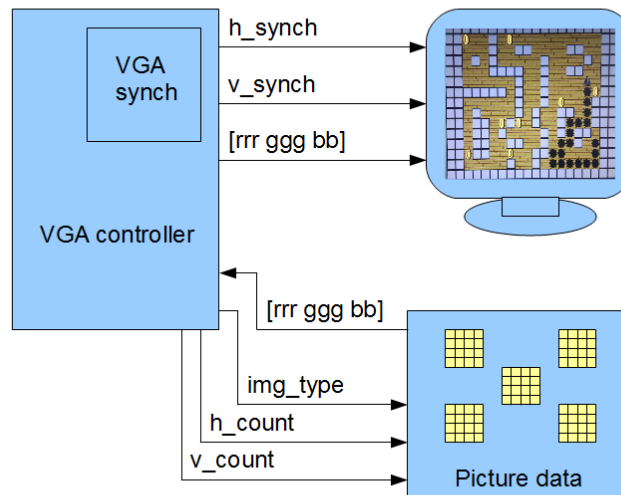 VGA
synch
h_synch
v_synch
[rrr ggg bb]
VGA controller
[rrr ggg bb]
img_type
h_count
v_count
Picture data